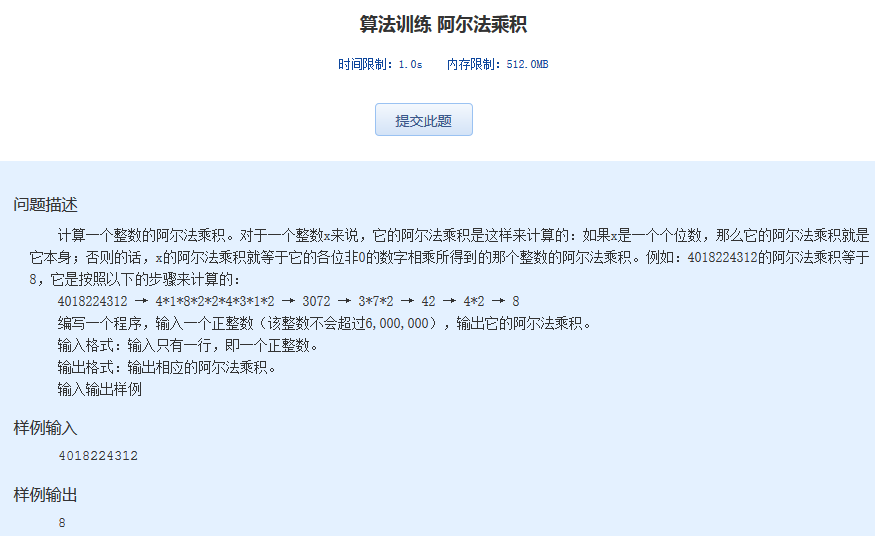 算法训练 阿尔法乘积
时间限制：1.0s 内存限制：512.0MB
提交此题
问题描述
计算一个整数的阿尔法乘积。对于一个整数x来说，它的阿尔法乘积是这样来计算的：如果x是一个个位数，那么它的阿尔法乘积就是
它本身；否则的话，x的阿尔法乘积就等于它的各位非0的数字相乘所得到的那个整数的阿尔法乘积。例如：4018224312的阿尔法乘积等于
8，它是按照以下的步骤来计算的：
4018224312 → 4*1*8*2*2*4*3*1*2 → 3072 → 3*7*2 → 42 → 4*2 → 8
编写一个程序，输入一个正整数（该整数不会超过6,000,000），输出它的阿尔法乘积。
输入格式：输入只有一行，即一个正整数。
输出格式：输出相应的阿尔法乘积。
输入输出样例
样例输入
4018224312
样例输出
8